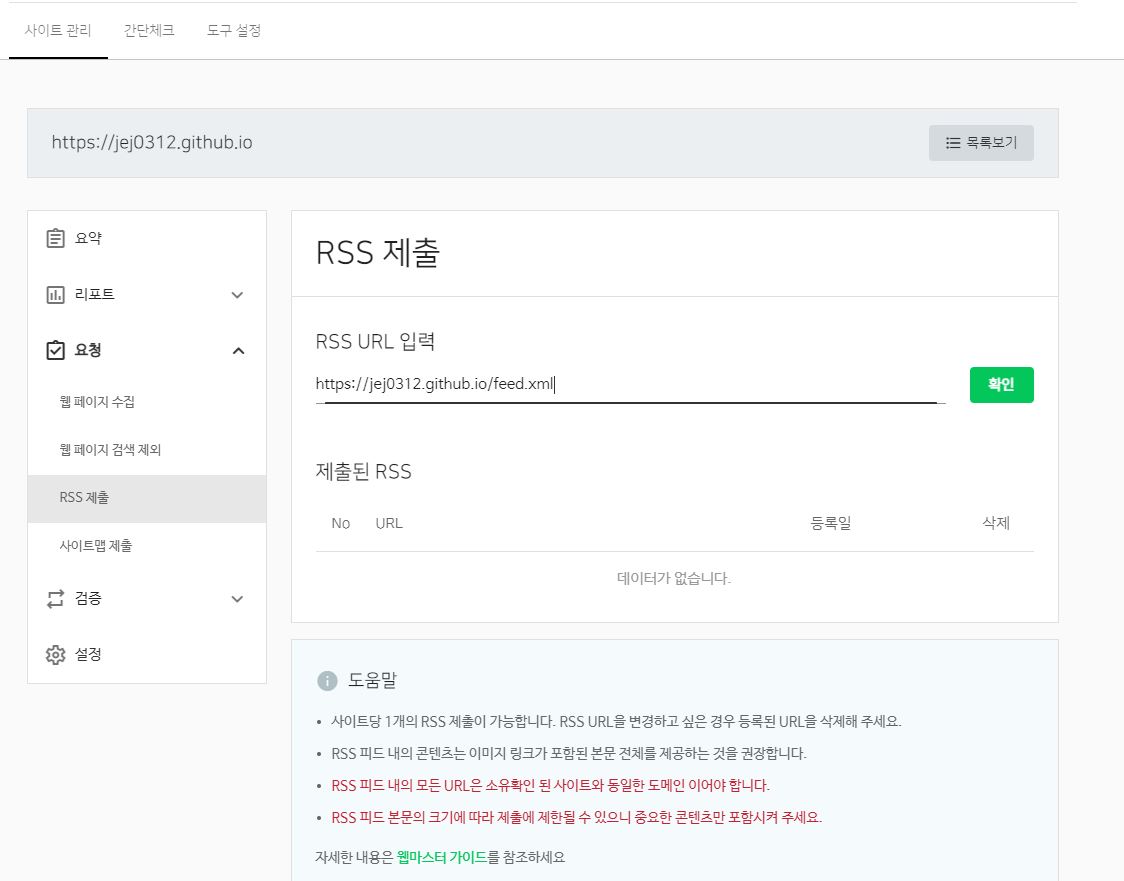 사이트 관리 간단체크 도구 설정
https://jej0312.github.io 목록보기
요약
리포트
요청
웹 페이지 수집
웹 페이지 검색 제외
RSS 제출
사이트맵 제출
검증
설정
RSS 제출
RSS URL 입력
https://jej0312.github.io/feed.xml 확인
제출된 RSS
No URL 등록일 삭제
데이터가 없습니다.
도움말
• 사이트당 1개의 RSS 제출이 가능합니다. RSS URL을 변경하고 싶은 경우 등록된 URL을 삭제해 주세요.
• RSS 피드 내의 콘텐츠는 이미지 링크가 포함된 본문 전체를 제공하는 것을 권장합니다.
• RSS 피드 내의 모든 URL은 소유확인 된 사이트와 동일한 도메인 이어야 합니다.
• RSS 피드 본문의 크기에 따라 제출에 제한될 수 있으니 중요한 콘텐츠만 포함시켜 주세요.
자세한 내용은 웹마스터 가이드를 참조하세요